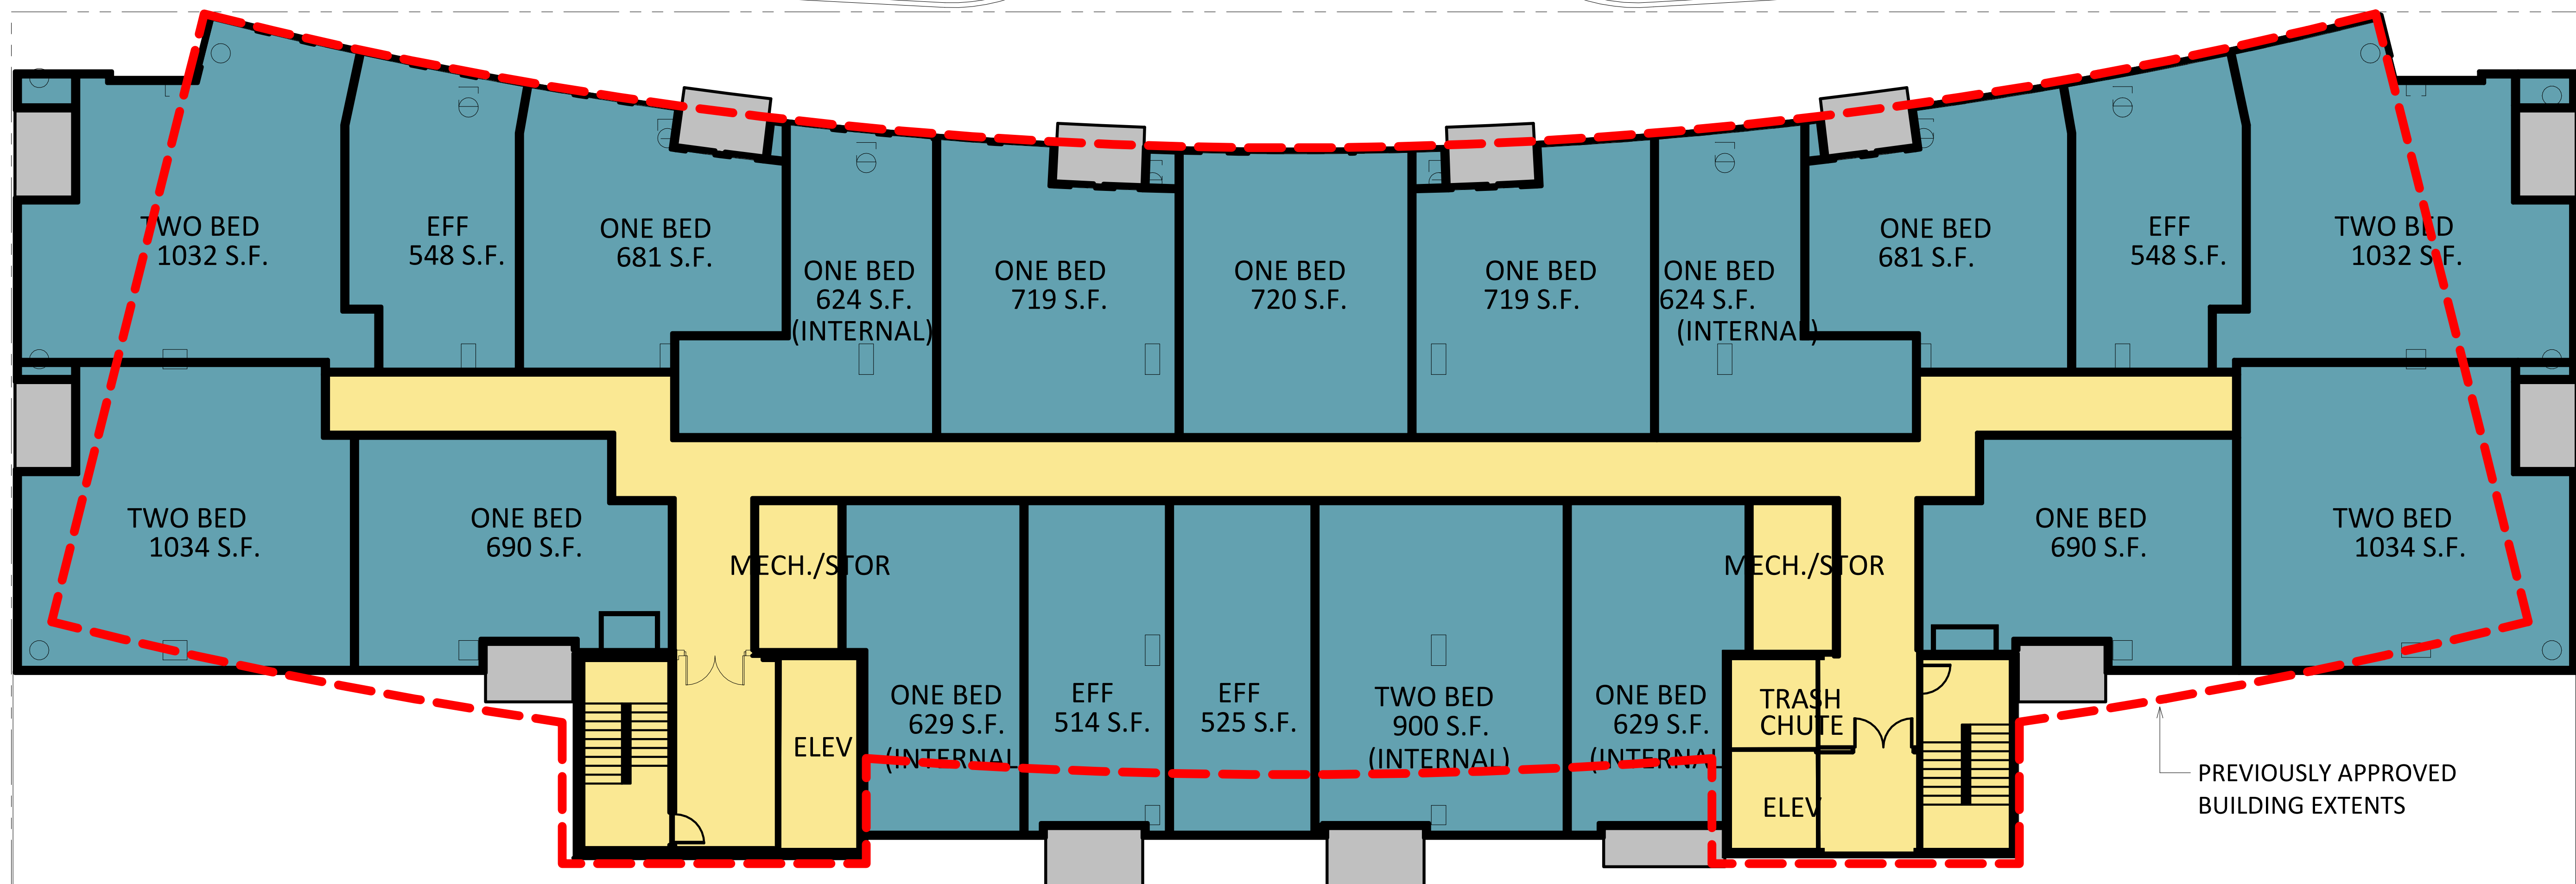 TWO BED
1032 S.F.
EFF
548 S.F.
ONE BED
681 S.F.
ONE BED
624 S.F.
(INTERNAL)
ONE BED
719 S.F.
ONE BED
720 S.F.
ONE BED
719 S.F.
ONE BED
624 S.F.
(INTERNAL)
ONE BED
681 S.F.
EFF
548 S.F.
TWO BED
1032 S.F.
TWO BED
1034 S.F.
ONE BED
690 S.F.
MECH./STOR
ELEV
ONE BED
629 S.F.
(INTERNAL
EFF
514 S.F.
EFF
525 S.F.
TWO BED
900 S.F.
(INTERNAL)
ONE BED
629 S.F.
(INTERNAL
MECH./STOR
TRASH
CHUTE
ELEV
ONE BED
690 S.F.
TWO BED
1034 S.F.
PREVIOUSLY APPROVED
BUILDING EXTENTS